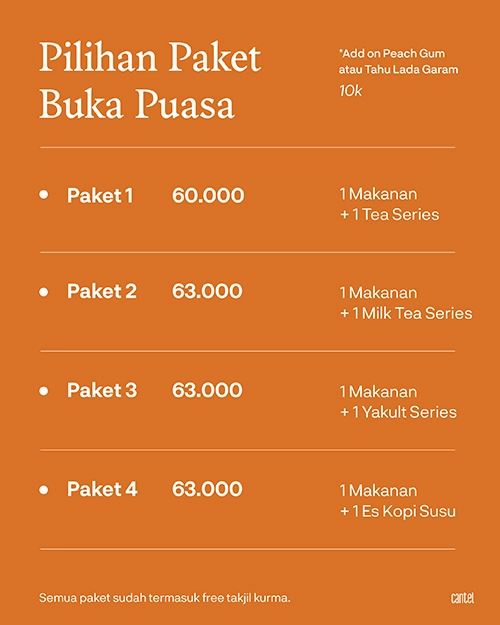 Pilihan Paket
Buka Puasa
*Add on Peach Gum
atau Tahu Lada Garam
10k
Paket 1 60.000 1 Makanan
+ 1 Tea Series
Paket 2 63.000 1 Makanan
+ 1 Milk Tea Series
Paket 3 63.000 1 Makanan
+ 1 Yakult Series
Paket 4 63.000 1 Makanan
+ 1 Es Kopi Susu
Semua paket sudah termasuk free takjil kurma.
cantel